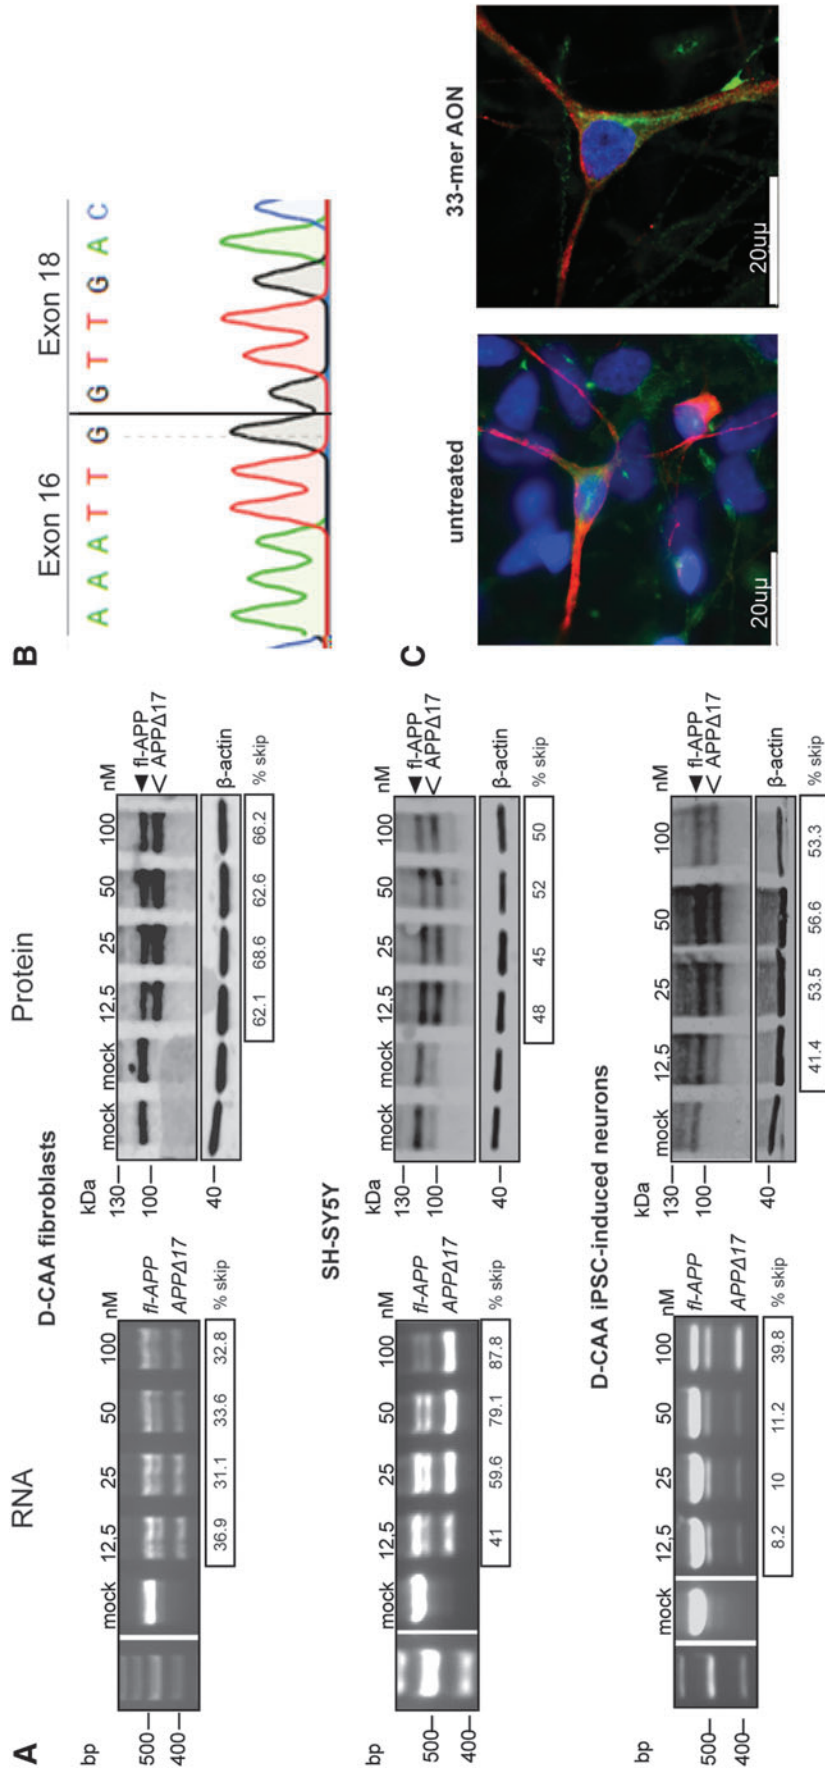 A
RNA
Protein
D-CAA fibroblasts
bp
mock 12,5 25 50 100 nM
500
400
fl-APP
APPΔ17
36.9 31.1 33.6 32.8 % skip
kDa
mock mock 12,5 25 50 100 nM
130
100
40
fl-APP
APPΔ17
β-actin
62.1 68.6 62.6 66.2 % skip
SH-SY5Y
bp
mock 12,5 25 50 100 nM
500
400
fl-APP
APPΔ17
41 59.6 79.1 87.8 % skip
kDa
mock mock 12,5 25 50 100 nM
130
100
40
fl-APP
APPΔ17
β-actin
48 45 52 50 % skip
D-CAA iPSC-induced neurons
bp
mock 12,5 25 50 100 nM
500
400
fl-APP
APPΔ17
8.2 10 11.2 39.8 % skip
kDa
mock 12,5 25 50 100 nM
130
100
40
fl-APP
APPΔ17
β-actin
41.4 53.5 56.6 53.3 % skip
B
Exon 16 Exon 18
A A A T T G G T T G A C
C
untreated 33-mer AON
20uµ 20uµ